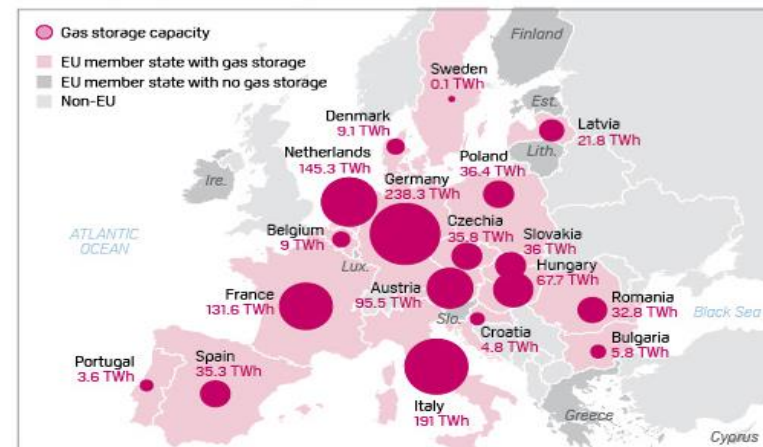 Gas storage capacity
EU member state with gas storage
EU member state with no gas storage
Non-EU
Finland
Sweden
0.1 TWh
Est.
Denmark
9.1 TWh
Latvia
21.8 TWh
Lith.
Netherlands
145.3 TWh
Poland
36.4 TWh
Ire.
Germany
238.3 TWh
Czechia
35.8 TWh
Slovakia
36 TWh
Belgium
9 TWh
ATLANTIC
OCEAN
Lux.
Hungary
67.7 TWh
Austria
95.5 TWh
France
131.6 TWh
Romania
32.8 TWh
Black Sea
Slo.
Croatia
4.8 TWh
Bulgaria
5.8 TWh
Portugal
3.6 TWh
Spain
35.3 TWh
Italy
191 TWh
Greece
Cyprus